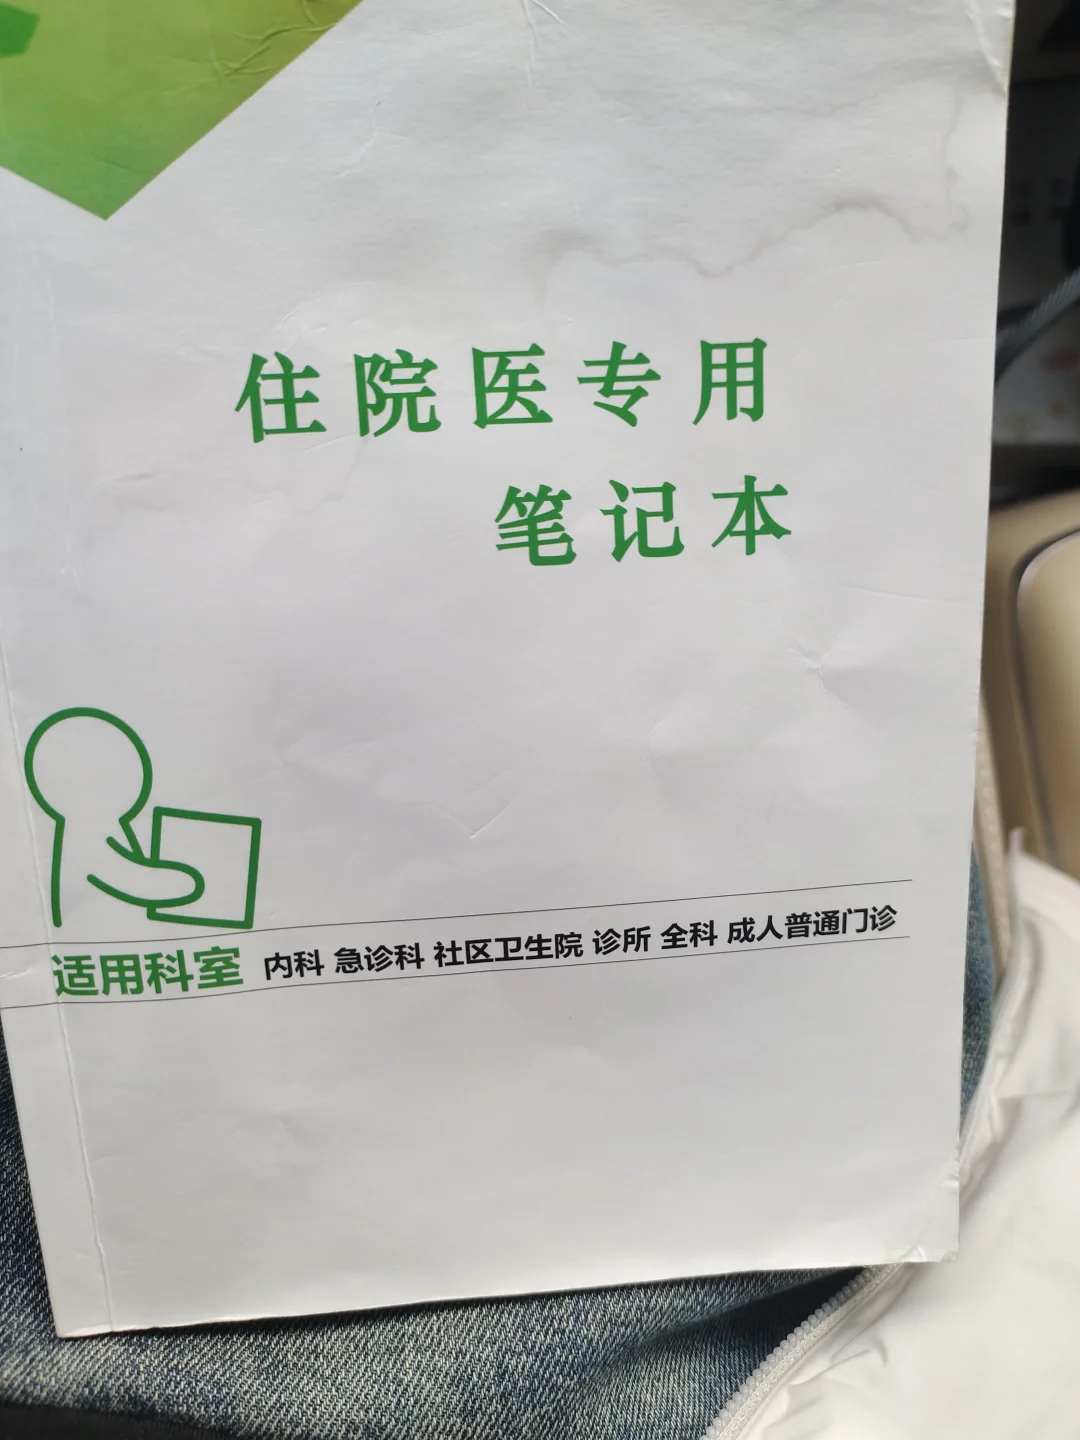 住院医专用
笔记本
适用科室 内科 急诊科 社区卫生院 诊所 全科 成人普通门诊